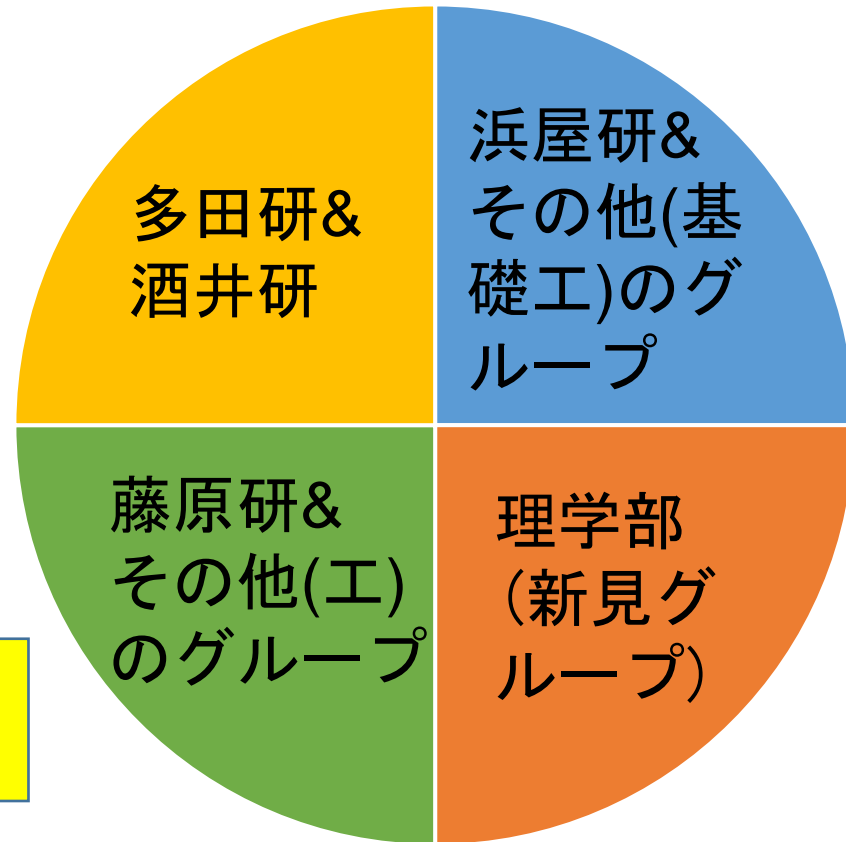 多田研&
酒井研
浜屋研&
その他(基
礎工)のグ
ループ
藤原研&
その他(工)
のグループ
理学部
（新見グ
ループ）